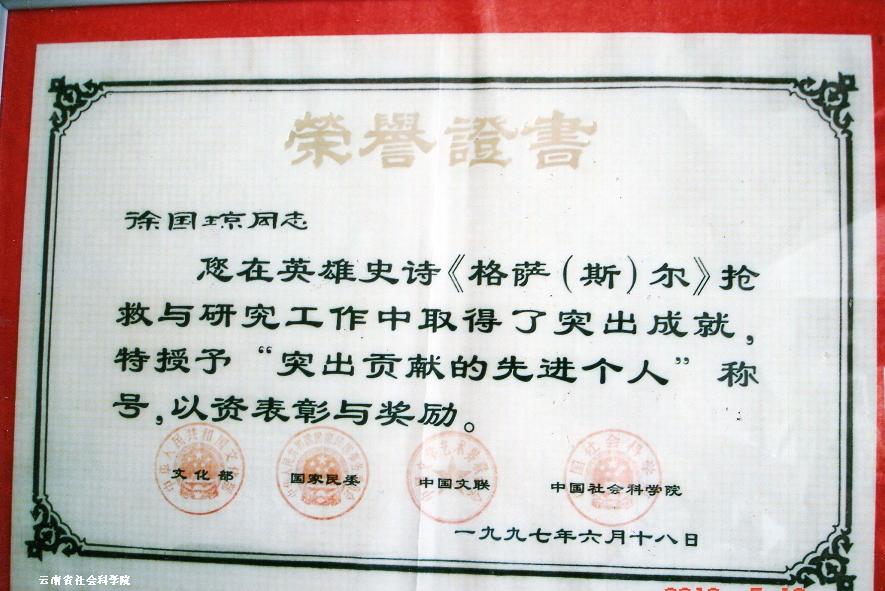 榮譽證書
徐国琼同志
您在英雄史诗《格萨(斯)尔》抢
救与研究工作中取得了突出成就，
特授予“突出贡献的先进个人”称
号，以资表彰与奖励。
文化部 国家民委 中国文联 中国社会科学院
一九九七年六月十八日
云南省社会科学院